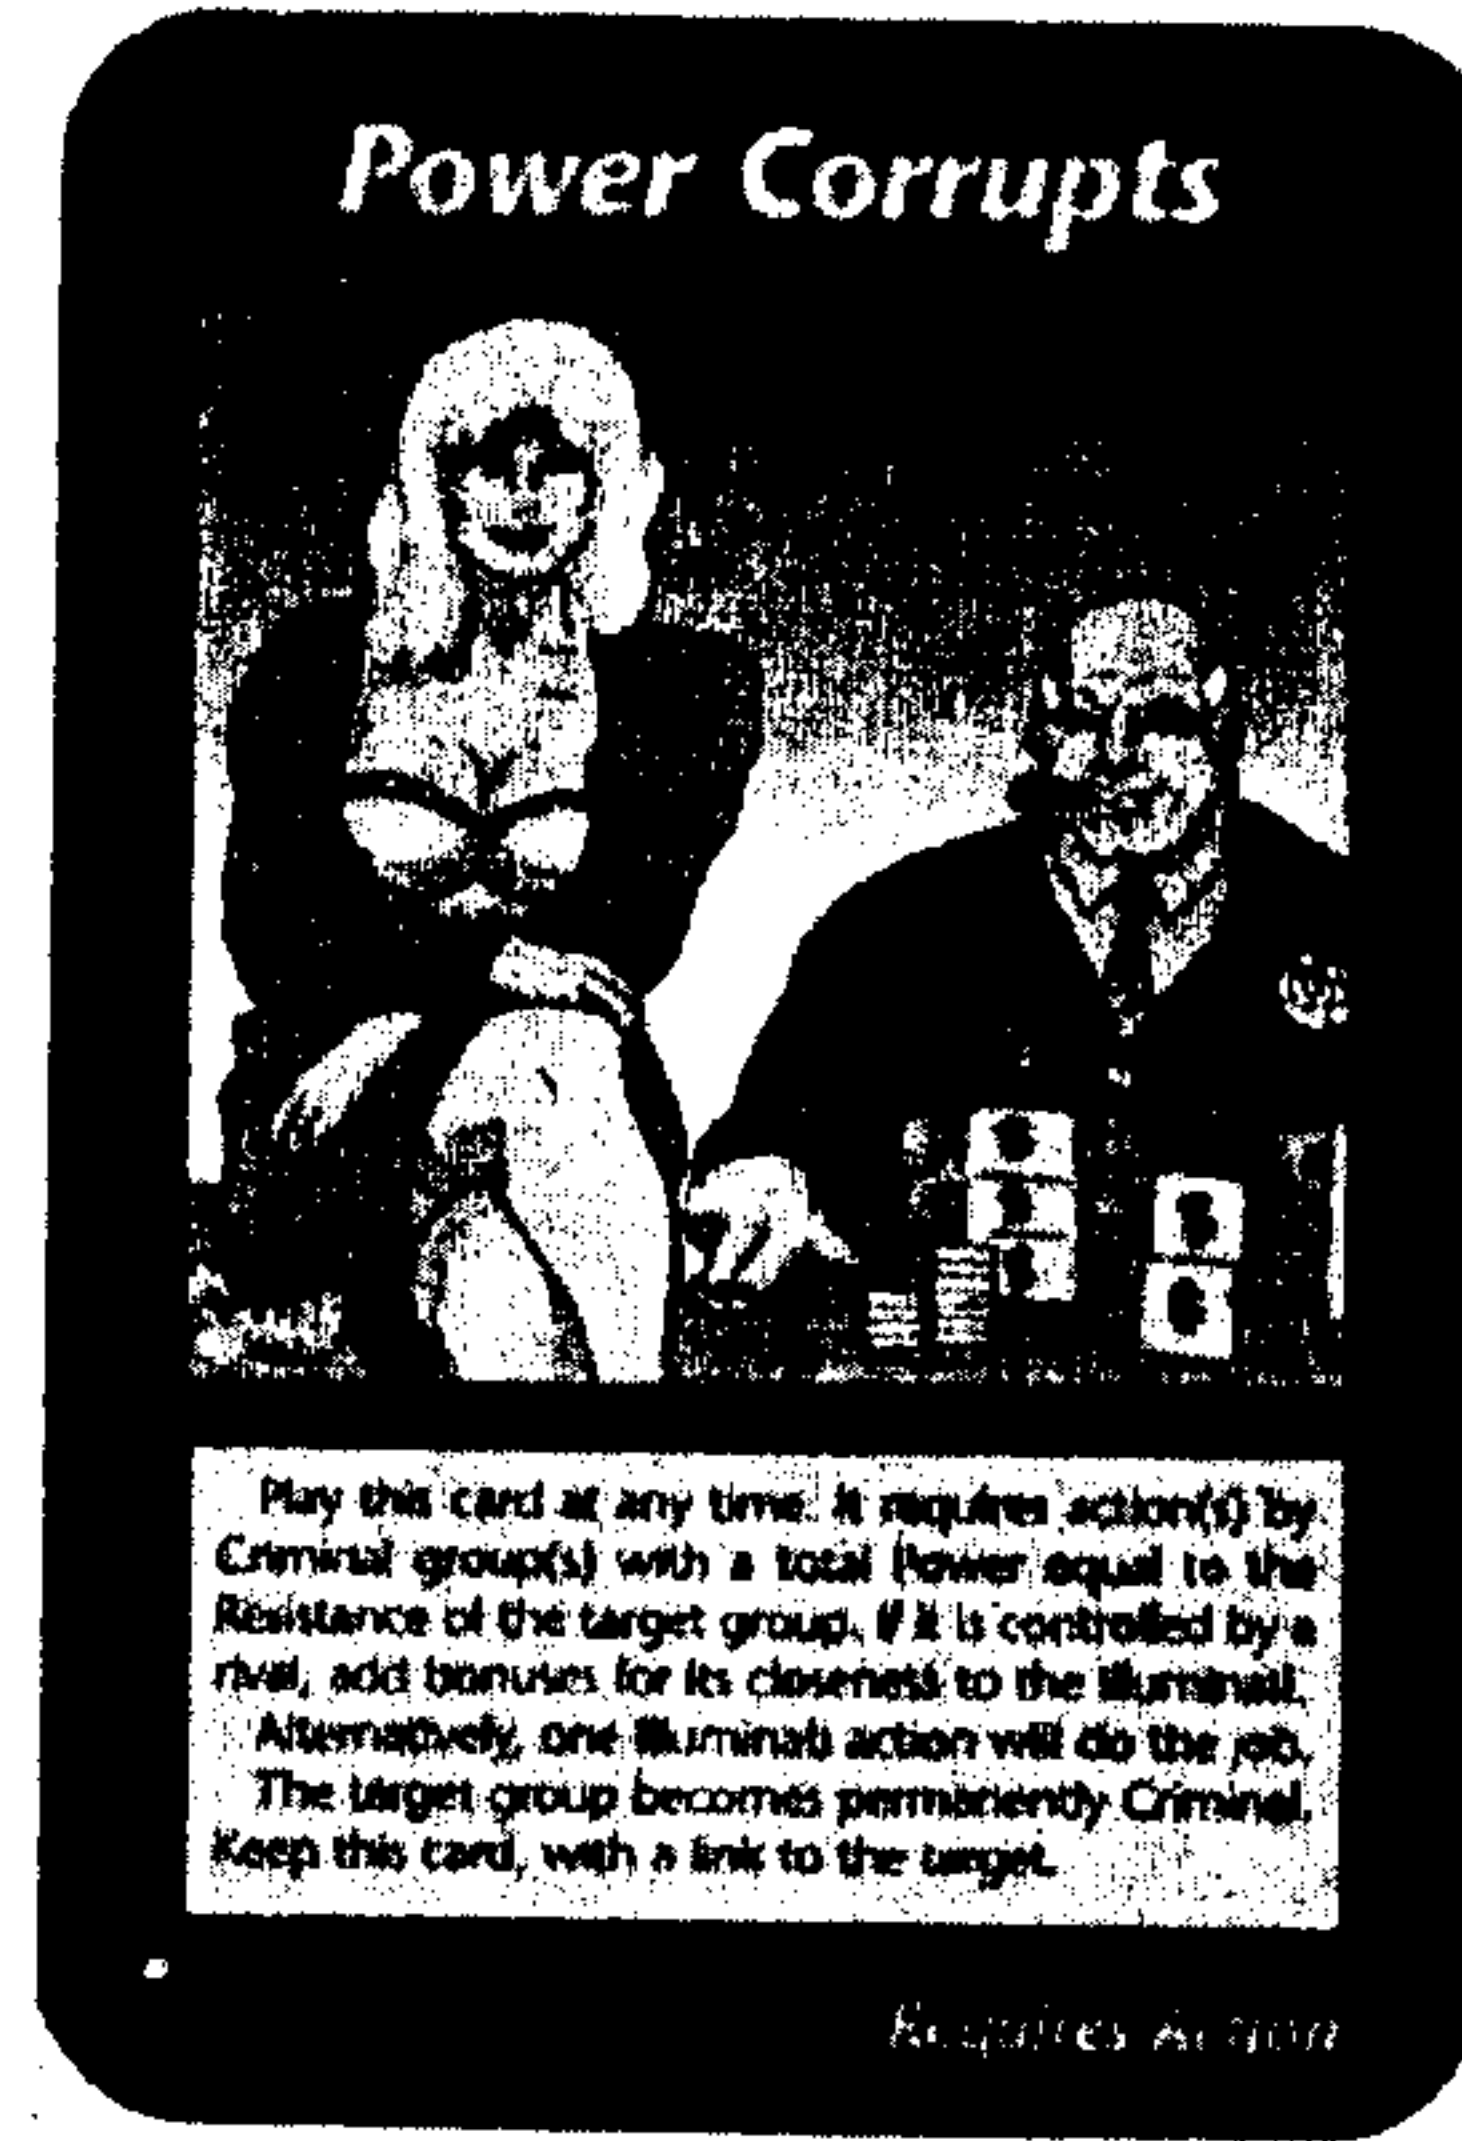 Power Corrupts
Play this card at any time. It requires action(s) by
Criminal group(s) with a total Power equal to the
Resistance of the target group. If it is controlled by a
rival, add bonuses for its closeness to the Illuminati.
Alternatively, one Illuminati action will do the job.
The target group becomes permanently Criminal.
Keep this card, with a link to the target.
Requires Action